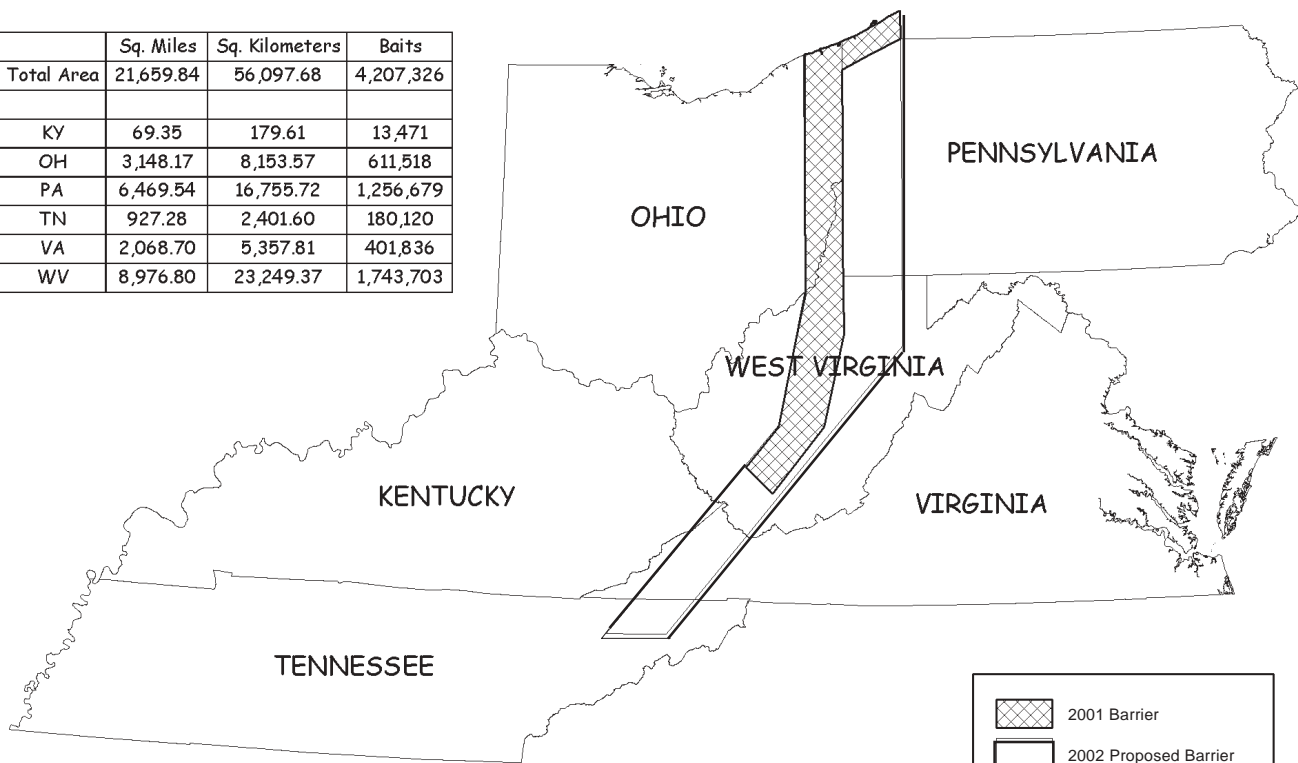 Sq. Miles Sq. Kilometers Baits
Total Area 21,659.84 56,097.68 4,207,326
KY 69.35 179.61 13,471
OH 3,148.17 8,153.57 611,518
PA 6,469.54 16,755.72 1,256,679
TN 927.28 2,401.60 180,120
VA 2,068.70 5,357.81 401,836
WV 8,976.80 23,249.37 1,743,703
PENNSYLVANIA
OHIO
WEST VIRGINIA
KENTUCKY
VIRGINIA
TENNESSEE
2001 Barrier
2002 Proposed Barrier